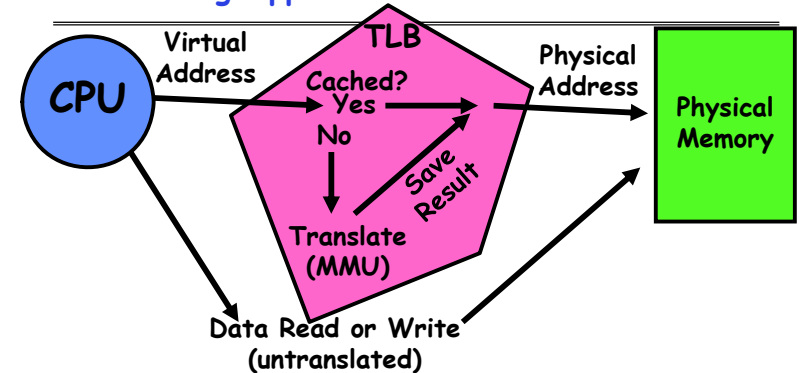 TLB
Virtual
Address
Physical
Address
CPU
Cached?
Yes
No
Save
Result
Physical
Memory
Translate
(MMU)
Data Read or Write
(untranslated)